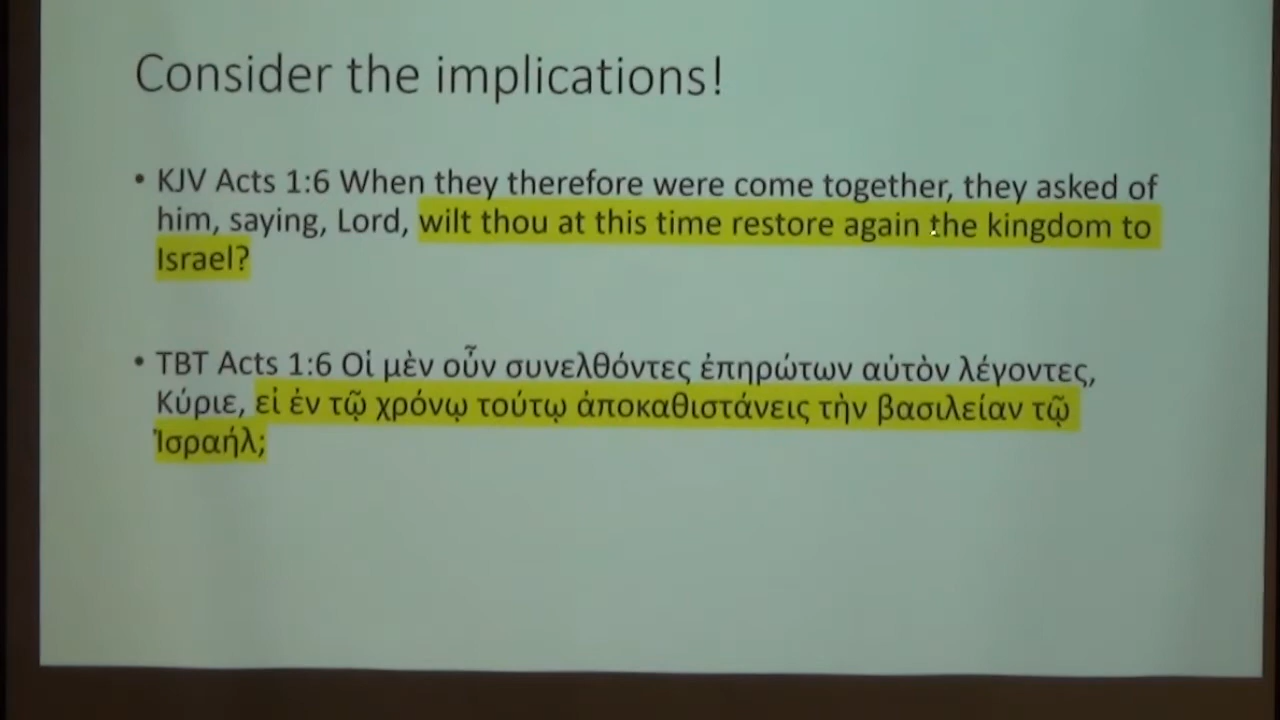 Consider the implications!
• KJV Acts 1:6 When they therefore were come together, they asked of
him, saying, Lord, wilt thou at this time restore again the kingdom to
Israel?
• TBT Acts 1:6 Οἱ μὲν οὖν συνελθόντες ἐπηρώτων αὐτὸν λέγοντες,
Κύριε, εἰ ἐν τῷ χρόνῳ τούτῳ ἀποκαθιστάνεις τὴν βασιλείαν τῷ
Ἰσραήλ;